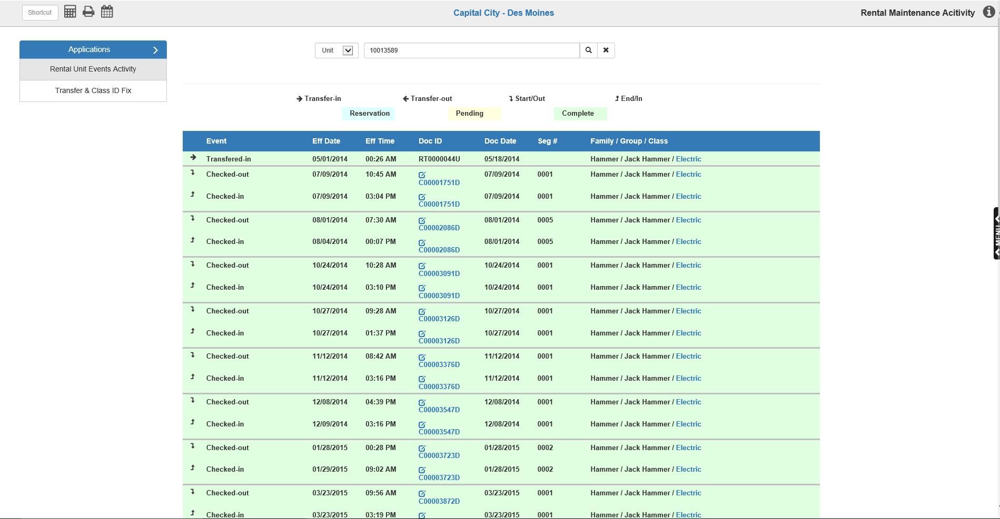 Shortcut
Capital City - Des Moines
Rental Maintenance Acitivity
Applications
Rental Unit Events Activity
Transfer & Class ID Fix
Unit
10013589
Transfer-in Transfer-out Start/Out End/In
Reservation Pending Complete
Event Eff Date Eff Time Doc ID Doc Date Seg # Family / Group / Class
Transfered-in 05/01/2014 00:26 AM RT0000044U 05/18/2014 Hammer / Jack Hammer / Electric
Checked-out 07/09/2014 10:45 AM 07/09/2014 0001 Hammer / Jack Hammer / Electric
C00001751D
Checked-in 07/09/2014 03:04 PM 07/09/2014 0001 Hammer / Jack Hammer / Electric
C00001751D
Checked-out 08/01/2014 07:30 AM 08/01/2014 0005 Hammer / Jack Hammer / Electric
C00002086D
Checked-in 08/04/2014 00:07 PM 08/01/2014 0005 Hammer / Jack Hammer / Electric
C00002086D
Checked-out 10/24/2014 10:28 AM 10/24/2014 0001 Hammer / Jack Hammer / Electric
C00003091D
Checked-in 10/24/2014 03:10 PM 10/24/2014 0001 Hammer / Jack Hammer / Electric
C00003091D
Checked-out 10/27/2014 09:28 AM 10/27/2014 0001 Hammer / Jack Hammer / Electric
C00003126D
Checked-in 10/27/2014 01:37 PM 10/27/2014 0001 Hammer / Jack Hammer / Electric
C00003126D
Checked-out 11/12/2014 08:42 AM 11/12/2014 0001 Hammer / Jack Hammer / Electric
C00003376D
Checked-in 11/12/2014 03:16 PM 11/12/2014 0001 Hammer / Jack Hammer / Electric
C00003376D
Checked-out 12/08/2014 04:39 PM 12/08/2014 0001 Hammer / Jack Hammer / Electric
C00003547D
Checked-in 12/09/2014 03:16 PM 12/08/2014 0001 Hammer / Jack Hammer / Electric
C00003547D
Checked-out 01/28/2015 00:28 PM 01/28/2015 0002 Hammer / Jack Hammer / Electric
C00003723D
Checked-in 01/29/2015 09:02 AM 01/28/2015 0002 Hammer / Jack Hammer / Electric
C00003723D
Checked-out 03/23/2015 09:56 AM 03/23/2015 0001 Hammer / Jack Hammer / Electric
C00003872D
Checked-in 03/23/2015 03:19 PM 03/23/2015 0001 Hammer / Jack Hammer / Electric
MENU